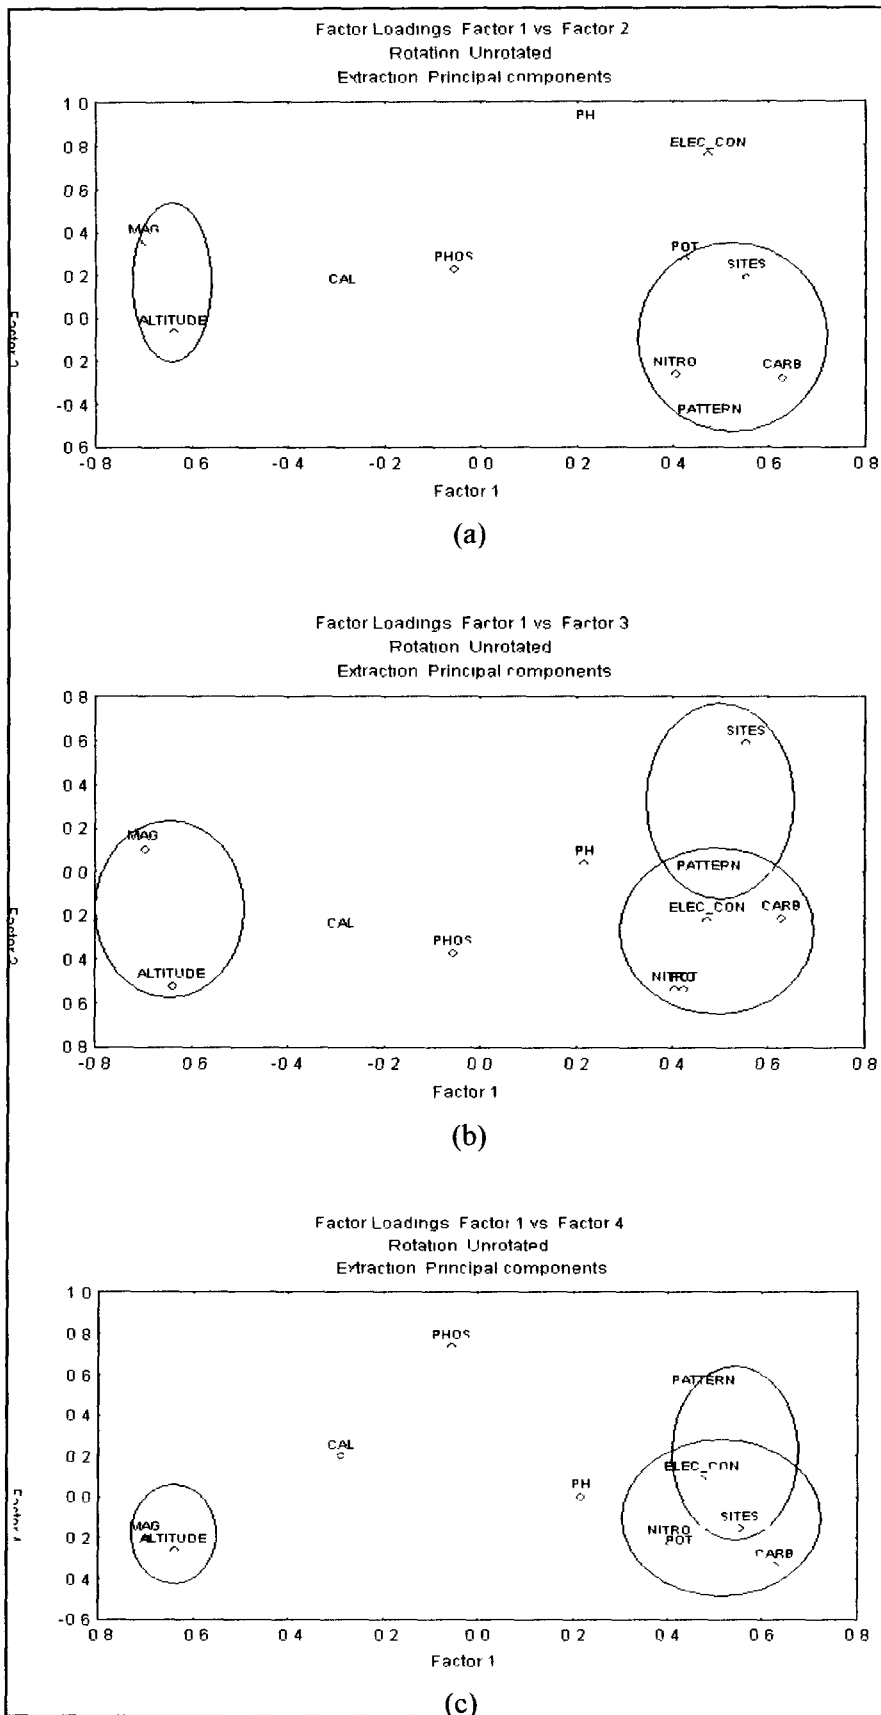 Factor Loadings Factor 1 vs Factor 2
Rotation Unrotated
Extraction Principal components
1 0
PH
ELEC_CON
0 8
0 6
MAG
0 4
POT
PHOS
SITES
0 2
CAL
0 0
ALTITUDE
0 2
NITRO
CARB
-0 4
PATTERN
0 6
-0 8 0 6 -0 4 -0 2 0 0 0 2 0 4 0 6 0 8
Factor 1
(a)
Factor Loadings Factor 1 vs Factor 3
Rotation Unrotated
Extraction Principal components
0 8
SITES
0 6
0 4
0 2
MAG
PH
0 0
PATTERN
0 2
CAL
ELEC_CON
CARB
PHOS
0 4
ALTITUDE
NITRO
POT
0 6
0 8
-0 8 0 6 -0 4 -0 2 0 0 0 2 0 4 0 6 0 8
Factor 1
(b)
Factor Loadings Factor 1 vs Factor 4
Rotation Unrotated
Extraction Principal components
1 0
0 8
PHOS
0 6
PATTERN
0 4
CAL
0 2
ELEC_CON
PH
0 0
MAG
SITES
NITRO
0 2
ALTITUDE
POT
CARB
0 4
-0 6
0 8 0 6 0 4 -0 2 0 0 0 2 0 4 0 6 0 8
Factor 1
(c)